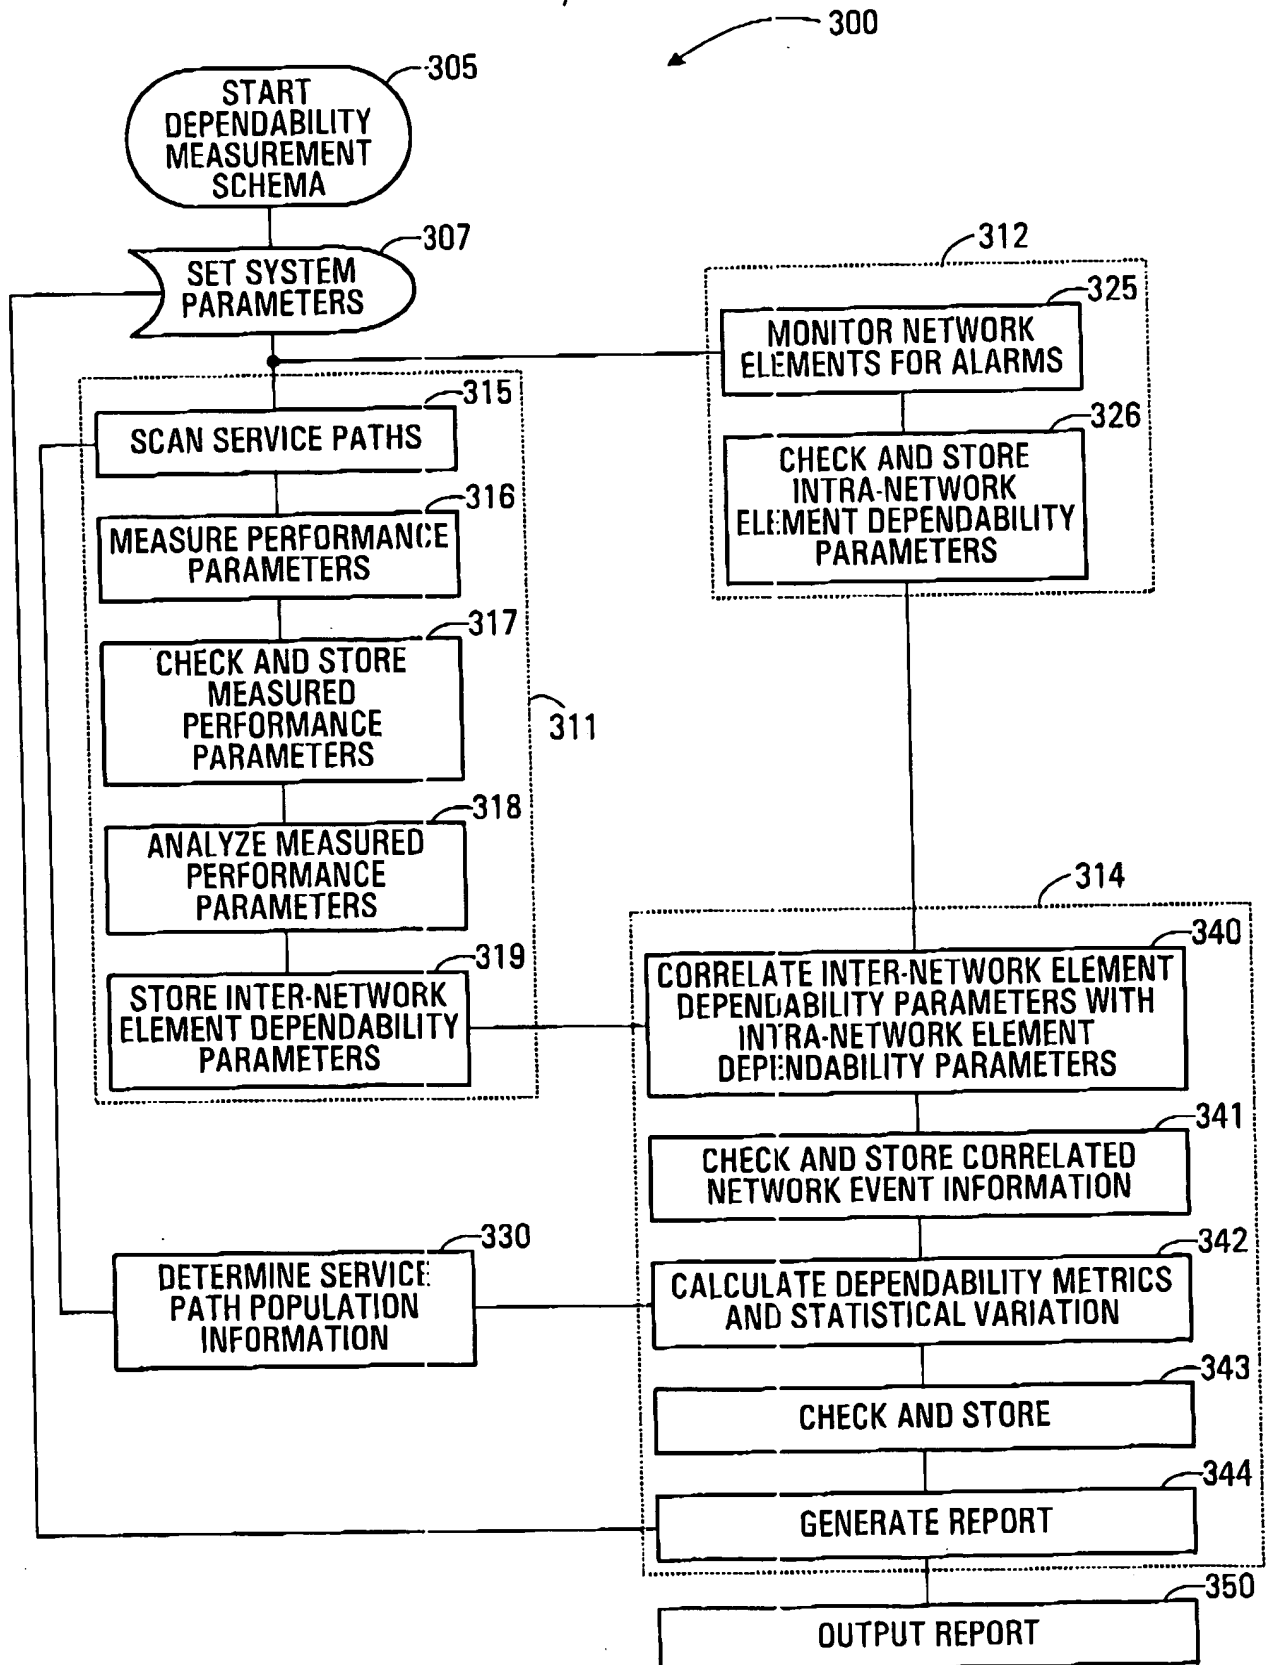 300
305
START
DEPENDABILITY
MEASUREMENT
SCHEMA
307
SET SYSTEM
PARAMETERS
312
325
MONITOR NETWORK
ELEMENTS FOR ALARMS
326
CHECK AND STORE
INTRA-NETWORK
ELEMENT DEPENDABILITY
PARAMETERS
315
SCAN SERVICE PATHS
316
MEASURE PERFORMANCE
PARAMETERS
317
CHECK AND STORE
MEASURED
PERFORMANCE
PARAMETERS
311
318
ANALYZE MEASURED
PERFORMANCE
PARAMETERS
319
STORE INTER-NETWORK
ELEMENT DEPENDABILITY
PARAMETERS
314
340
CORRELATE INTER-NETWORK ELEMENT
DEPENDABILITY PARAMETERS WITH
INTRA-NETWORK ELEMENT
DEPENDABILITY PARAMETERS
341
CHECK AND STORE CORRELATED
NETWORK EVENT INFORMATION
330
DETERMINE SERVICE
PATH POPULATION
INFORMATION
342
CALCULATE DEPENDABILITY METRICS
AND STATISTICAL VARIATION
343
CHECK AND STORE
344
GENERATE REPORT
350
OUTPUT REPORT